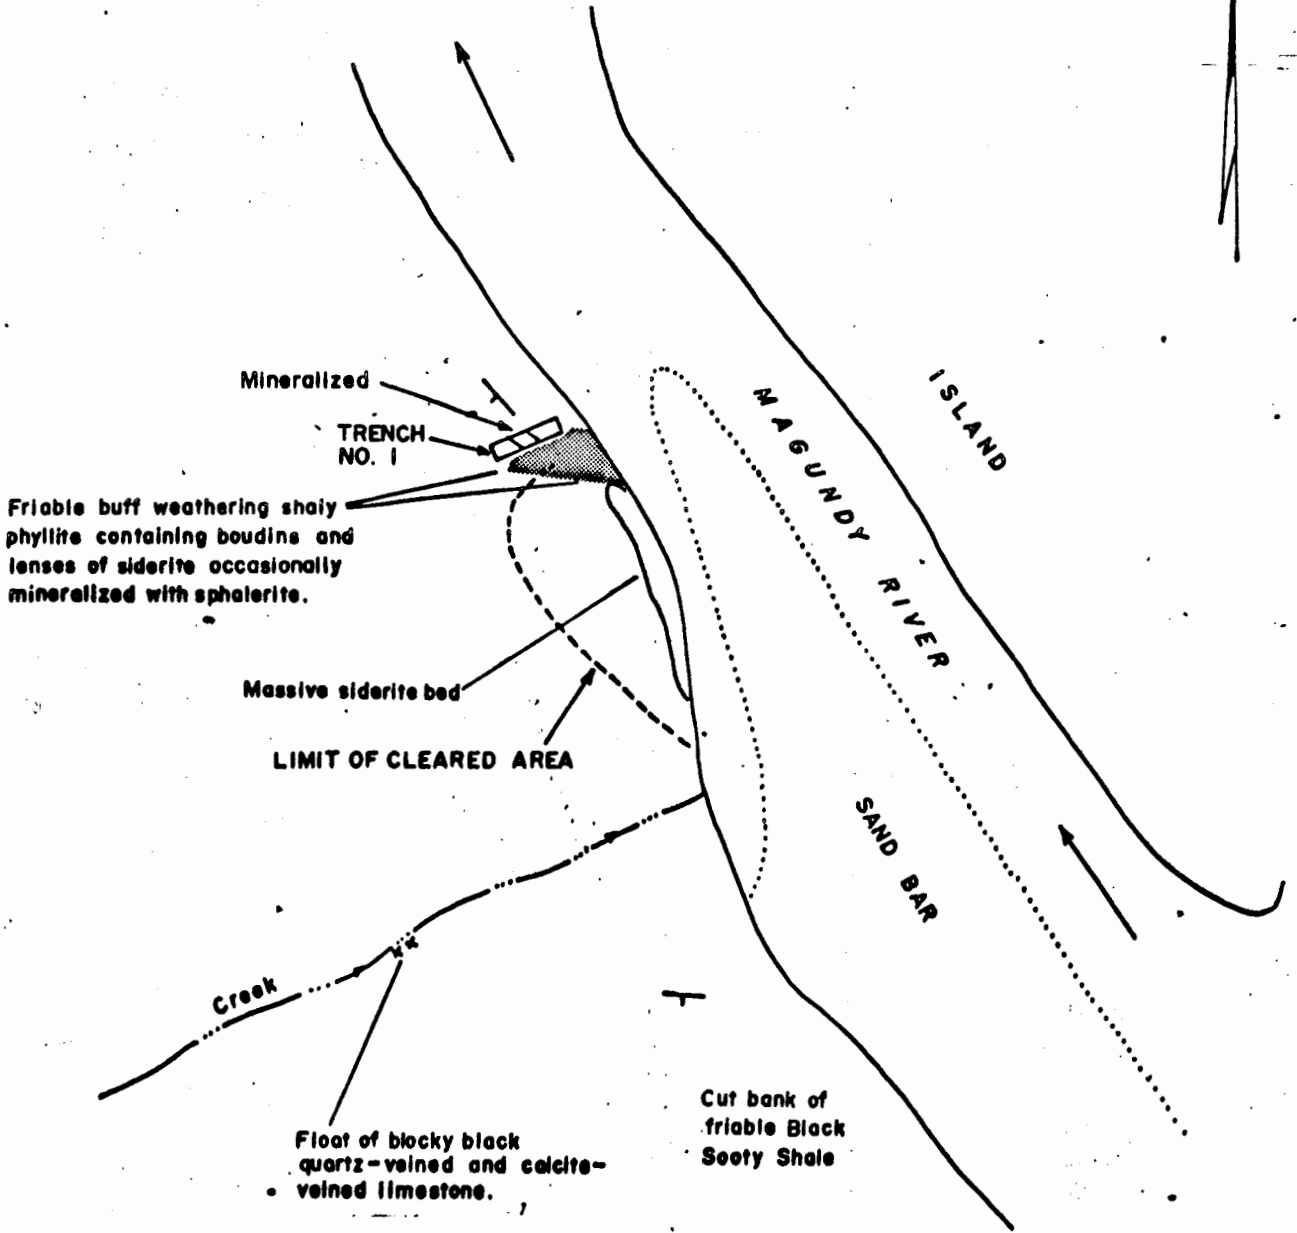 ISLAND
MAGUNDY RIVER
Mineralized
TRENCH
NO. 1
Friable buff weathering shaly
phyllite containing boudins and
lenses of siderite occasionally
mineralized with sphalerite.
Massive siderite bed
LIMIT OF CLEARED AREA
SAND BAR
Creek
Cut bank of
friable Black
Sooty Shale
Float of blocky black
quartz-veined and calcite-
veined limestone.